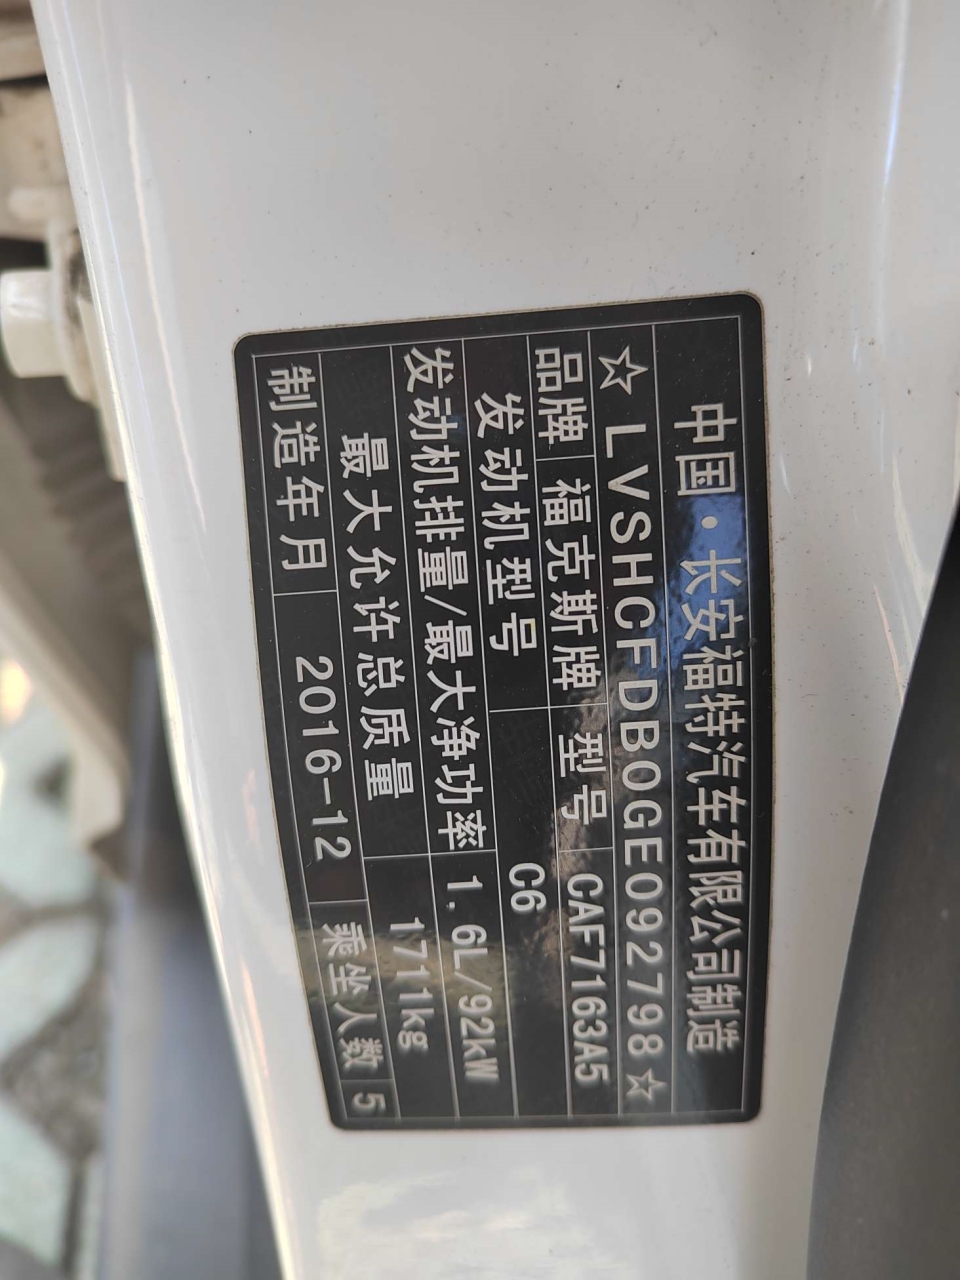 中国·长安福特汽车有限公司制造
☆LVSHCFDB0GE092798☆
品牌 福克斯牌 型号 CAF7163A5
发动机型号 C6
发动机排量/最大净功率 1.6L/92kW
最大允许总质量 1711kg
制造年月 2016-12 乘坐人数 5